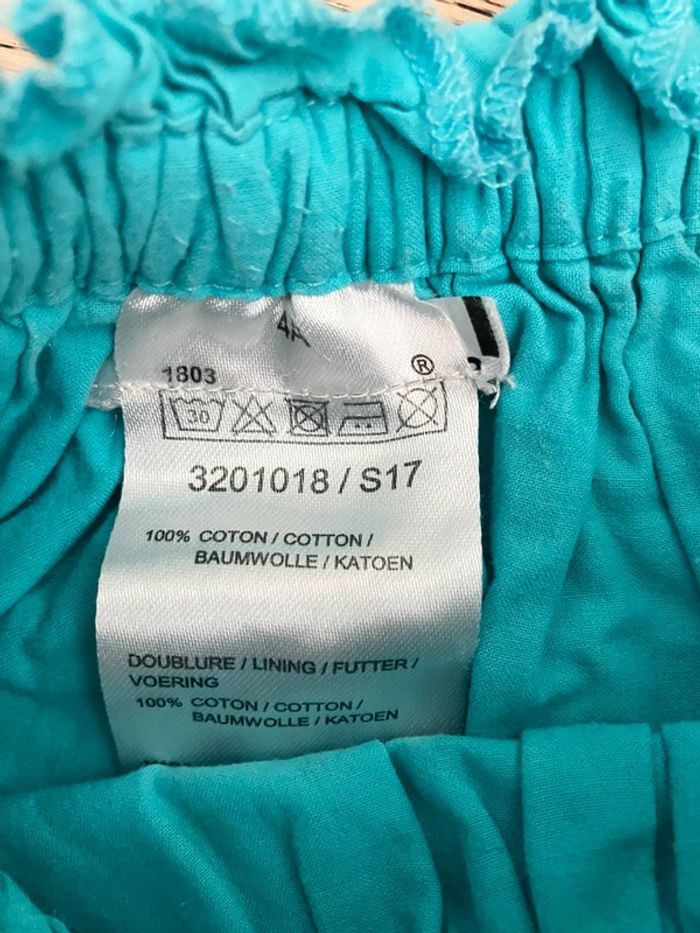 4A
1803 ®
30
3201018 / S17
100% COTON / COTTON /
BAUMWOLLE / KATOEN
DOUBLURE / LINING / FUTTER /
VOERING
100% COTON / COTTON /
BAUMWOLLE / KATOEN